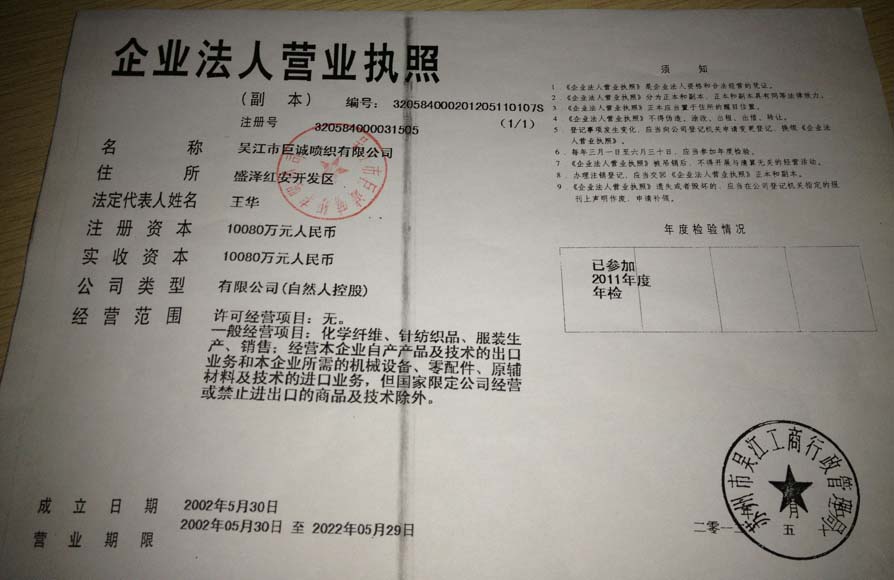 企业法人营业执照
（副 本）
编号： 320584000201205110107S
注册号 320584000031505
（1/1）
名 称 吴江市巨诚喷织有限公司
住 所 盛泽红安开发区
法定代表人姓名 王华
注 册 资 本 10080万元人民币
实 收 资 本 10080万元人民币
公 司 类 型 有限公司(自然人控股)
经 营 范 围 许可经营项目：无。
一般经营项目：化学纤维、针纺织品、服装生
产、销售；经营本企业自产产品及技术的出口
业务和本企业所需的机械设备、零配件、原辅
材料及技术的进口业务，但国家限定公司经营
或禁止进出口的商品及技术除外。
成 立 日 期 2002年5月30日
营 业 期 限 2002年05月30日 至 2022年05月29日
须 知
1．《企业法人营业执照》是企业法人资格和合法经营的凭证。
2．《企业法人营业执照》分为正本和副本，正本和副本具有同等法律效力。
3．《企业法人营业执照》正本应当置于住所的醒目位置。
4．《企业法人营业执照》不得伪造、涂改、出租、出借、转让。
5．登记事项发生变化，应当向公司登记机关申请变更登记，换领《企业法
人营业执照》。
6．每年三月一日至六月三十日，应当参加年度检验。
7．《企业法人营业执照》被吊销后，不得开展与清算无关的经营活动。
8．办理注销登记，应当交回《企业法人营业执照》正本和副本。
9．《企业法人营业执照》遗失或者毁坏的，应当在公司登记机关指定的报
刊上声明作废，申请补领。
年 度 检 验 情 况
已参加
2011年度
年检
苏州市吴江工商行政管理局
二零一
月
五